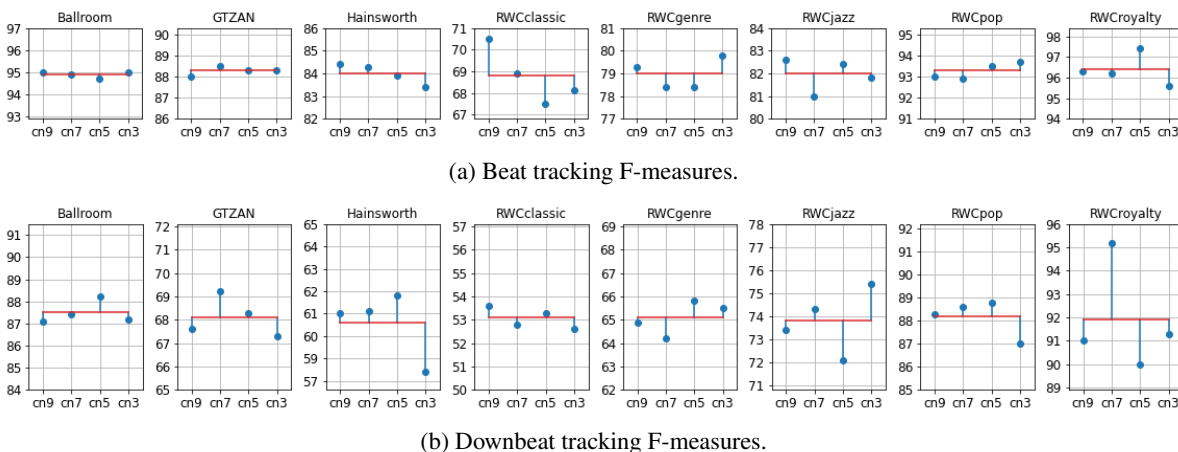 Ballroom GTZAN Hainsworth RWCclassic RWCgenre RWCjazz RWCpop RWCroyalty
97 96 95 94 93
90 89 88 87 86
86 85 84 83 82
71 70 69 68 67
81 80 79 78 77
84 83 82 81 80
95 94 93 92 91
98 97 96 95 94
cn9 cn7 cn5 cn3 cn9 cn7 cn5 cn3 cn9 cn7 cn5 cn3 cn9 cn7 cn5 cn3 cn9 cn7 cn5 cn3 cn9 cn7 cn5 cn3 cn9 cn7 cn5 cn3 cn9 cn7 cn5 cn3
(a) Beat tracking F-measures.
Ballroom GTZAN Hainsworth RWCclassic RWCgenre RWCjazz RWCpop RWCroyalty
91 90 89 88 87 86 85 84
72 71 70 69 68 67 66 65
65 64 63 62 61 60 59 58 57
57 56 55 54 53 52 51 50
69 68 67 66 65 64 63 62
78 77 76 75 74 73 72 71
92 91 90 89 88 87 86 85
96 95 94 93 92 91 90 89
cn9 cn7 cn5 cn3 cn9 cn7 cn5 cn3 cn9 cn7 cn5 cn3 cn9 cn7 cn5 cn3 cn9 cn7 cn5 cn3 cn9 cn7 cn5 cn3 cn9 cn7 cn5 cn3 cn9 cn7 cn5 cn3
(b) Downbeat tracking F-measures.